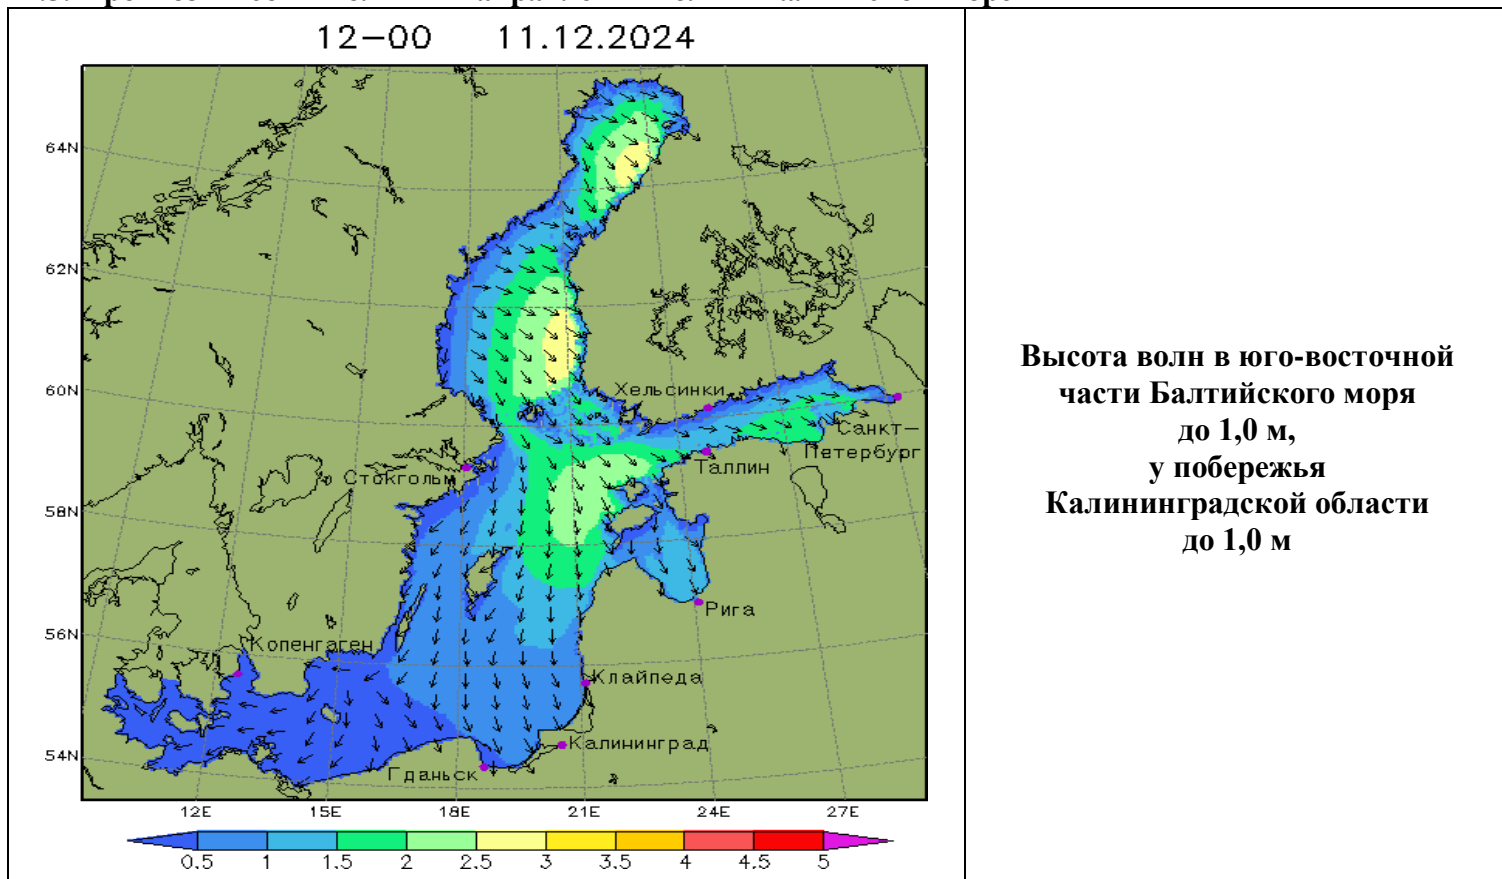 12-00 11.12.2024
64N
62N
60N
58N
56N
54N
Хельсинки
Санкт-
Петербург
Таллин
Стокгольм
Рига
Копенгаген
Клайпеда
Калининград
Гданьск
12E 15E 18E 21E 24E 27E
0.5 1 1.5 2 2.5 3 3.5 4 4.5 5
Высота волн в юго-восточной
части Балтийского моря
до 1,0 м,
у побережья
Калининградской области
до 1,0 м